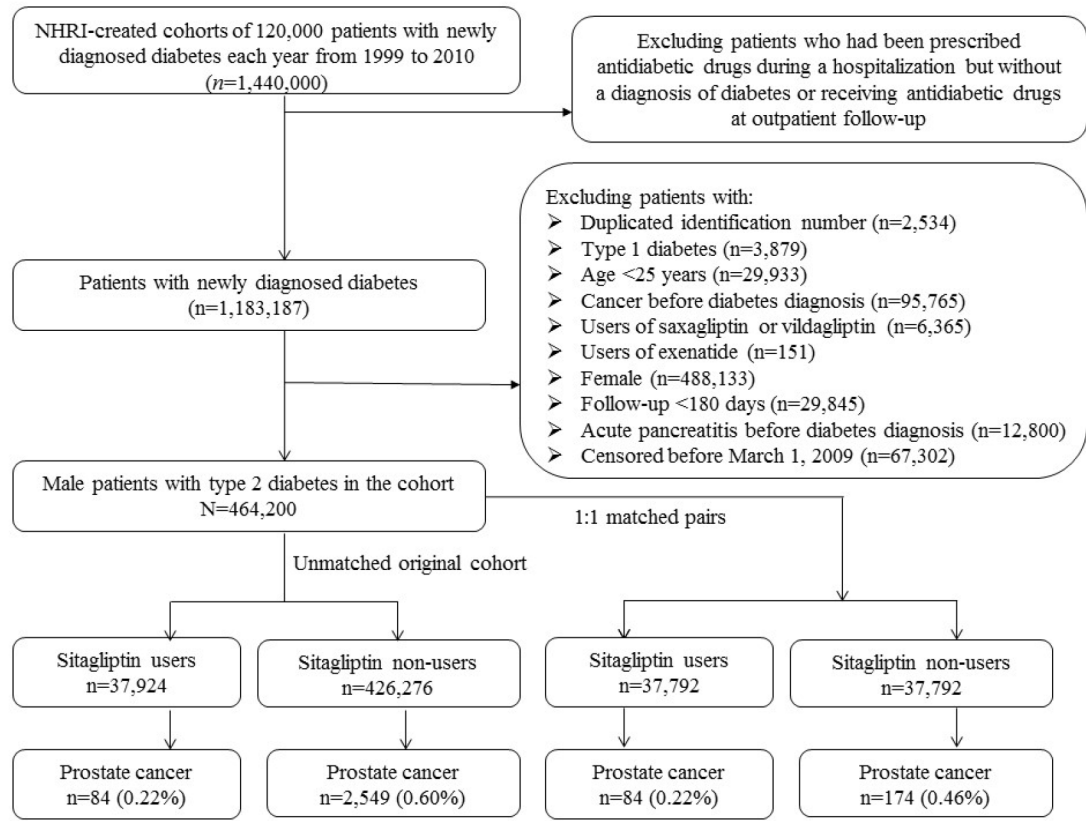 NHRI-created cohorts of 120,000 patients with newly
diagnosed diabetes each year from 1999 to 2010
(n=1,440,000)
Excluding patients who had been prescribed
antidiabetic drugs during a hospitalization but without
a diagnosis of diabetes or receiving antidiabetic drugs
at outpatient follow-up
Excluding patients with:
➢ Duplicated identification number (n=2,534)
➢ Type 1 diabetes (n=3,879)
➢ Age <25 years (n=29,933)
➢ Cancer before diabetes diagnosis (n=95,765)
➢ Users of saxagliptin or vildagliptin (n=6,365)
➢ Users of exenatide (n=151)
➢ Female (n=488,133)
➢ Follow-up <180 days (n=29,845)
➢ Acute pancreatitis before diabetes diagnosis (n=12,800)
➢ Censored before March 1, 2009 (n=67,302)
Patients with newly diagnosed diabetes
(n=1,183,187)
Male patients with type 2 diabetes in the cohort
N=464,200
1:1 matched pairs
Unmatched original cohort
Sitagliptin users
n=37,924
Sitagliptin non-users
n=426,276
Sitagliptin users
n=37,792
Sitagliptin non-users
n=37,792
Prostate cancer
n=84 (0.22%)
Prostate cancer
n=2,549 (0.60%)
Prostate cancer
n=84 (0.22%)
Prostate cancer
n=174 (0.46%)